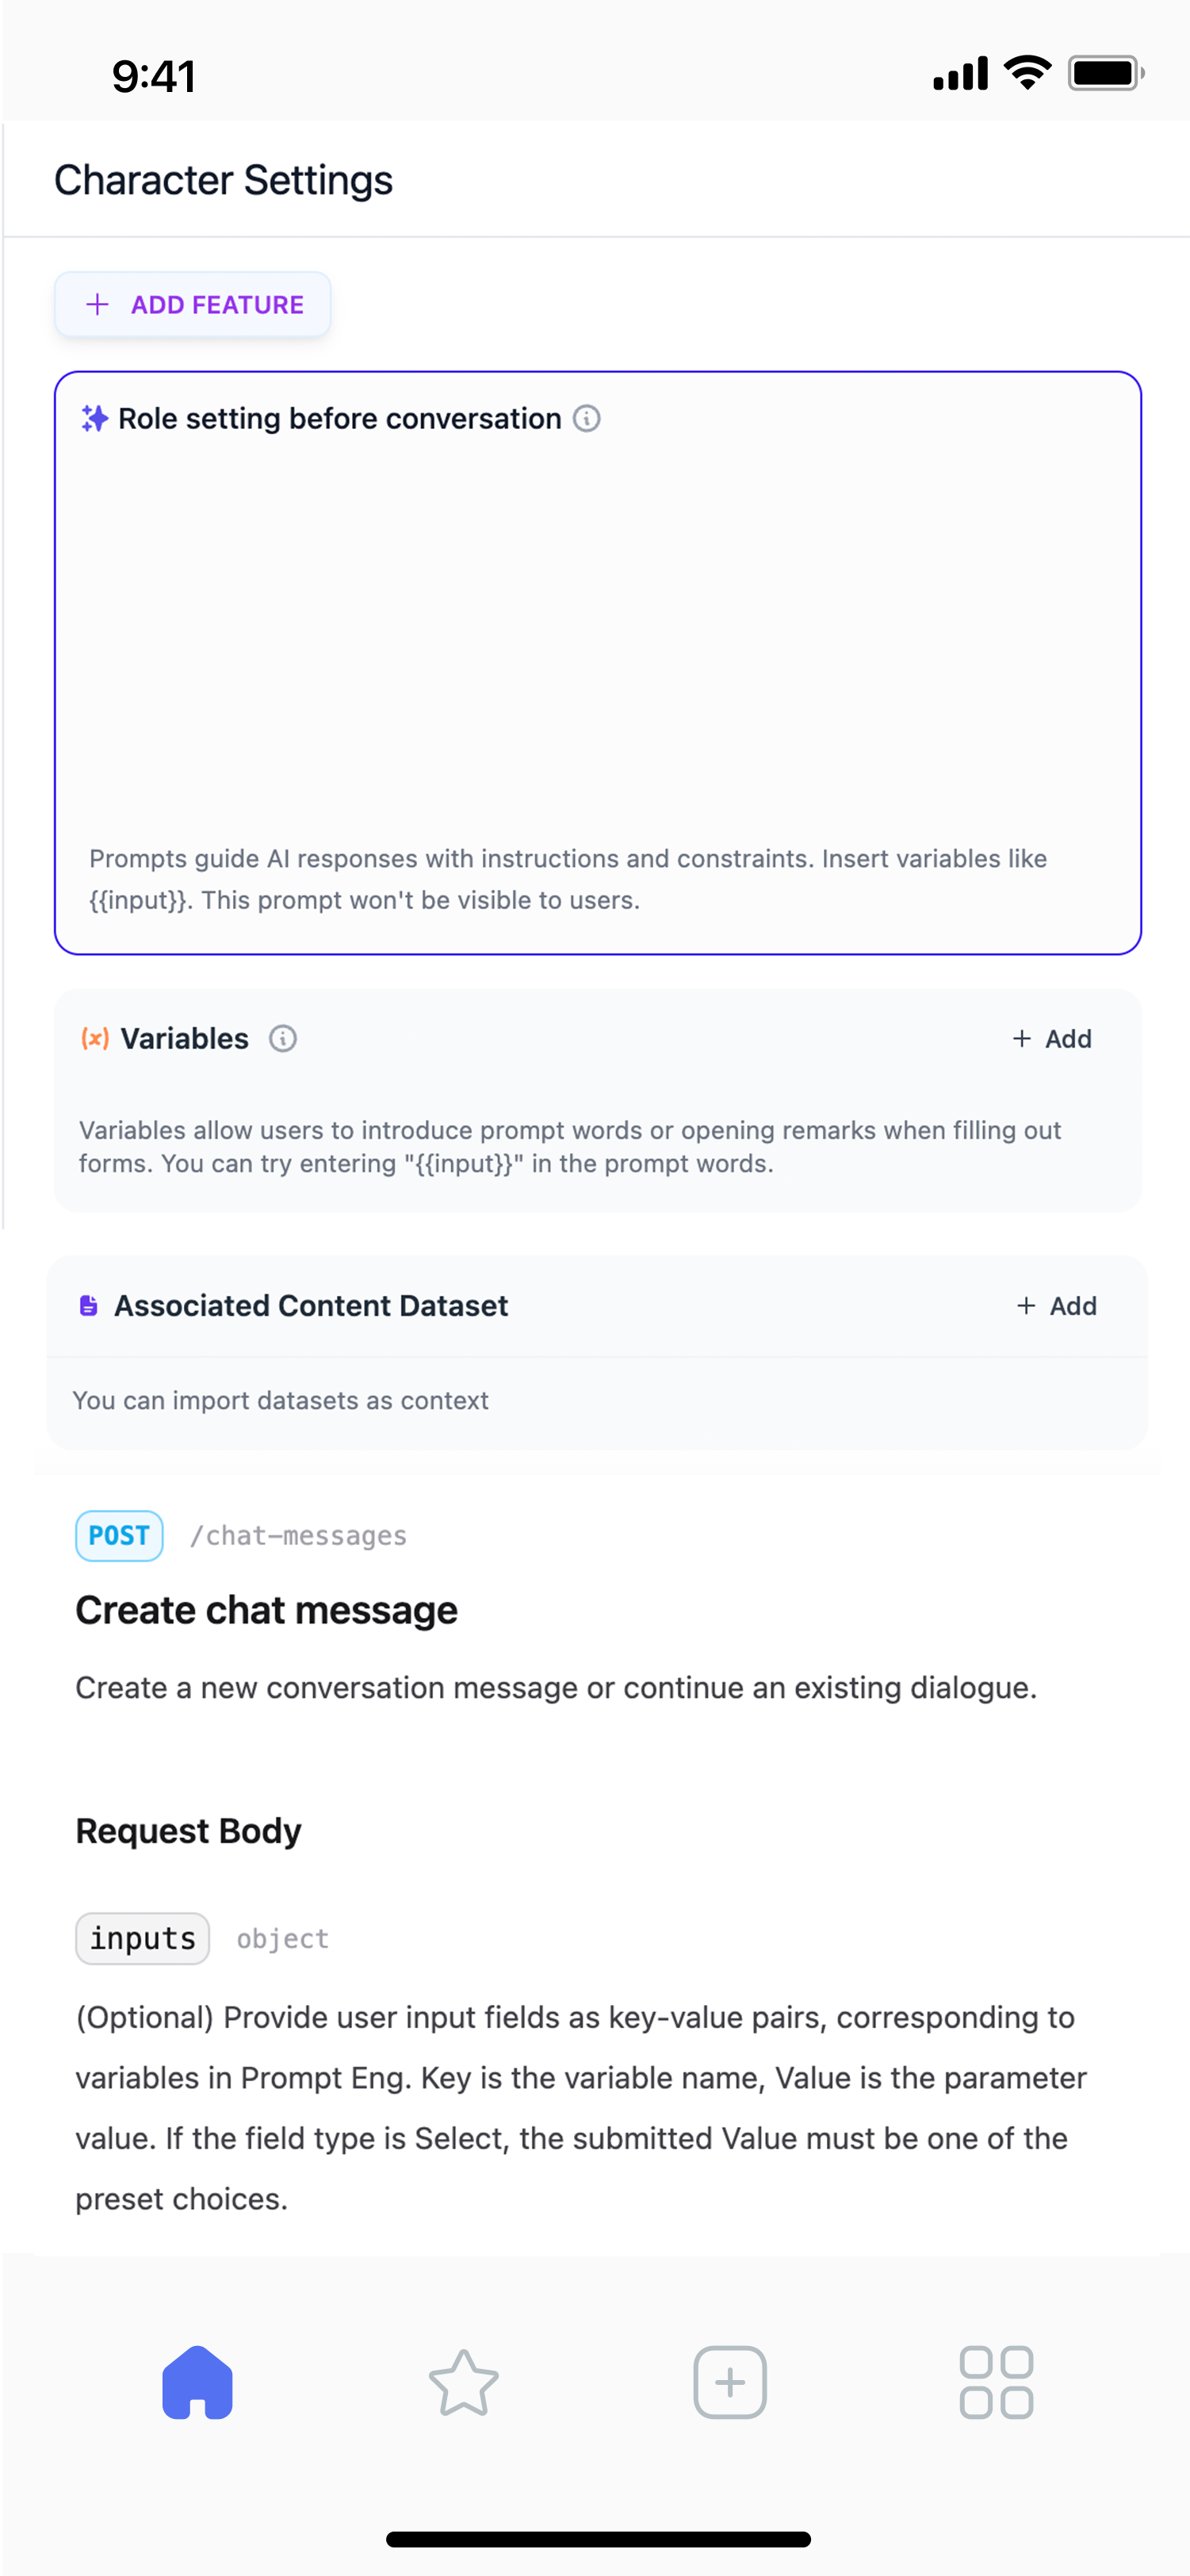 9:41
Character Settings
ADD FEATURE
Role setting before conversation
Prompts guide AI responses with instructions and constraints. Insert variables like
{{input}}. This prompt won't be visible to users.
(x) Variables
+ Add
Variables allow users to introduce prompt words or opening remarks when filling out
forms. You can try entering "{{input}}" in the prompt words.
Associated Content Dataset
+ Add
You can import datasets as context
POST /chat-messages
Create chat message
Create a new conversation message or continue an existing dialogue.
Request Body
inputs object
(Optional) Provide user input fields as key-value pairs, corresponding to
variables in Prompt Eng. Key is the variable name, Value is the parameter
value. If the field type is Select, the submitted Value must be one of the
preset choices.